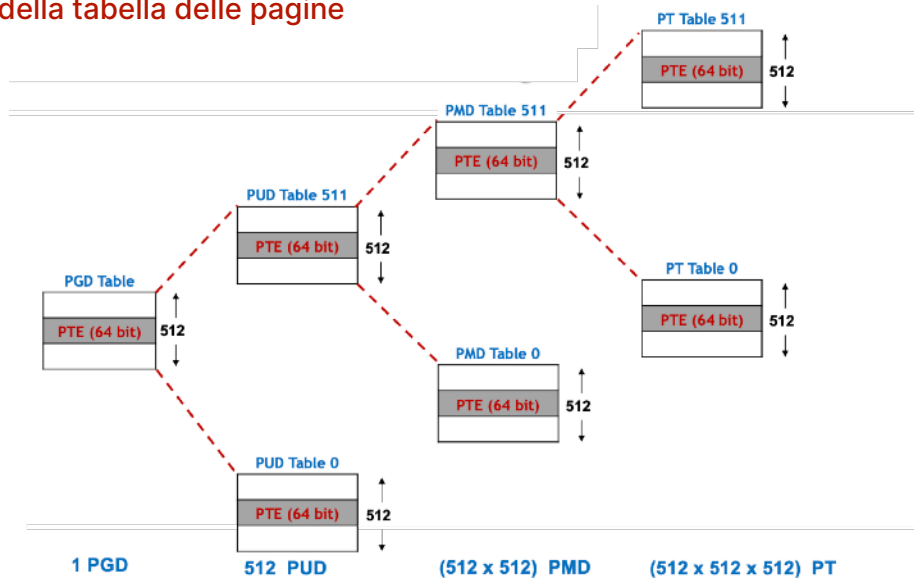 della tabella delle pagine
PT Table 511
PTE (64 bit)
512
PMD Table 511
PTE (64 bit)
512
PUD Table 511
PTE (64 bit)
512
PGD Table
PTE (64 bit)
512
PT Table 0
PTE (64 bit)
512
PMD Table 0
PTE (64 bit)
512
PUD Table 0
PTE (64 bit)
512
1 PGD
512 PUD
(512 x 512) PMD
(512 x 512 x 512) PT